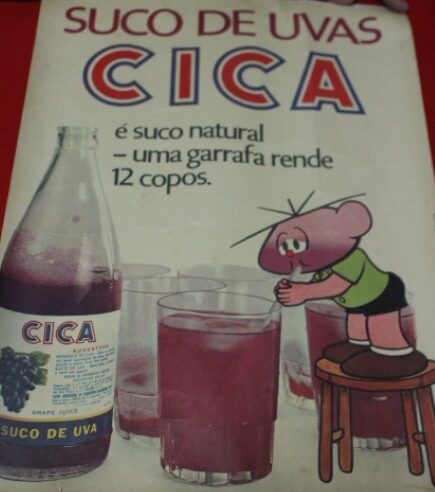 SUCO DE UVAS
CICA
é suco natural
– uma garrafa rende
12 copos.
CICA
GRAPE JUICE
SUCO DE UVA